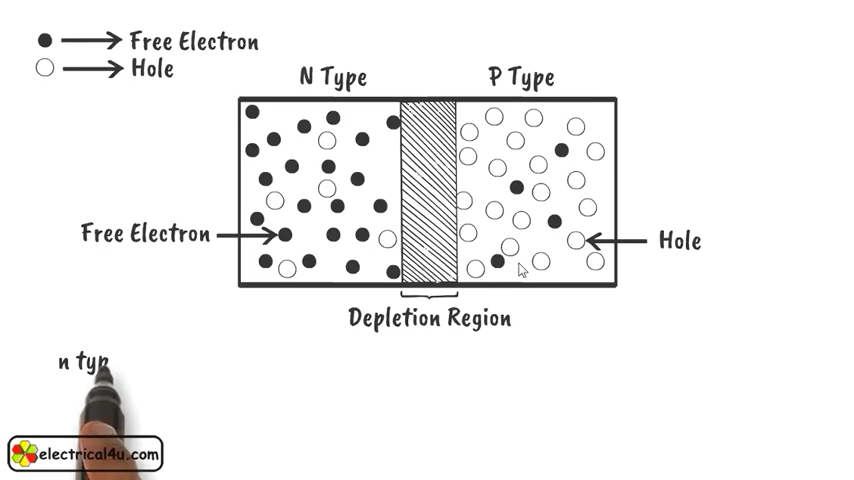 Free Electron
Hole
N Type
P Type
Free Electron
Hole
Depletion Region
n typ
electrical4u.com